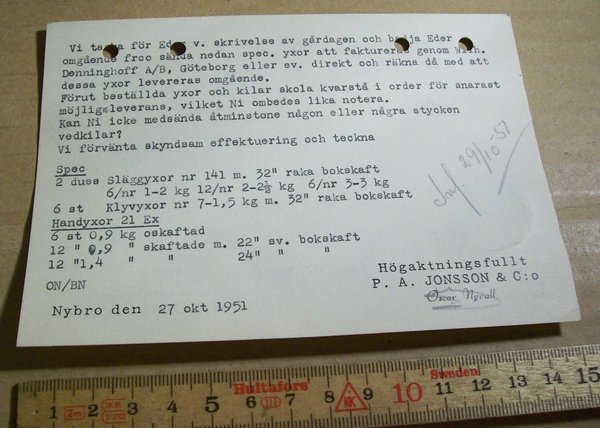 Vi tacka för Eder v. skrivelse av gårdagen och bedja Eder
omgående frco sända nedan spec. yxor att faktureras genom Wilh.
Denninghoff A/B, Göteborg eller ev. direkt och räkna då med att
dessa yxor levereras omgående.
Förut beställda yxor och kilar skola kvarstå i order för snarast
möjligaleverans, vilket Ni ombedes lika notera.
Kan Ni icke medsända åtminstone någon eller några stycken
vedkilar?
Vi förvänta skyndsam effektuering och teckna
Spec
2 duss Släggyxor nr 141 m. 32" raka bokskaft
6/nr 1-2 kg 12/nr 2-2½ kg 6/nr 3-3 kg
6 st Klyvyxor nr 7-1,5 kg m. 32" raka bokskaft
Handyxor 21 Ex
6 st 0,9 kg oskaftad
12 " 0,9 " skaftade m. 22" sv. bokskaft
12 "1,4 " " 24" " "
Högaktningsfullt
P. A. JONSSON & C:o
Oscar Nyvall
ON/BN
Nybro den 27 okt 1951
29/10-51
Hultafors
Sweden
1 2m 2 3 4 5 6 7 8 9 10 11 12 13 14 15